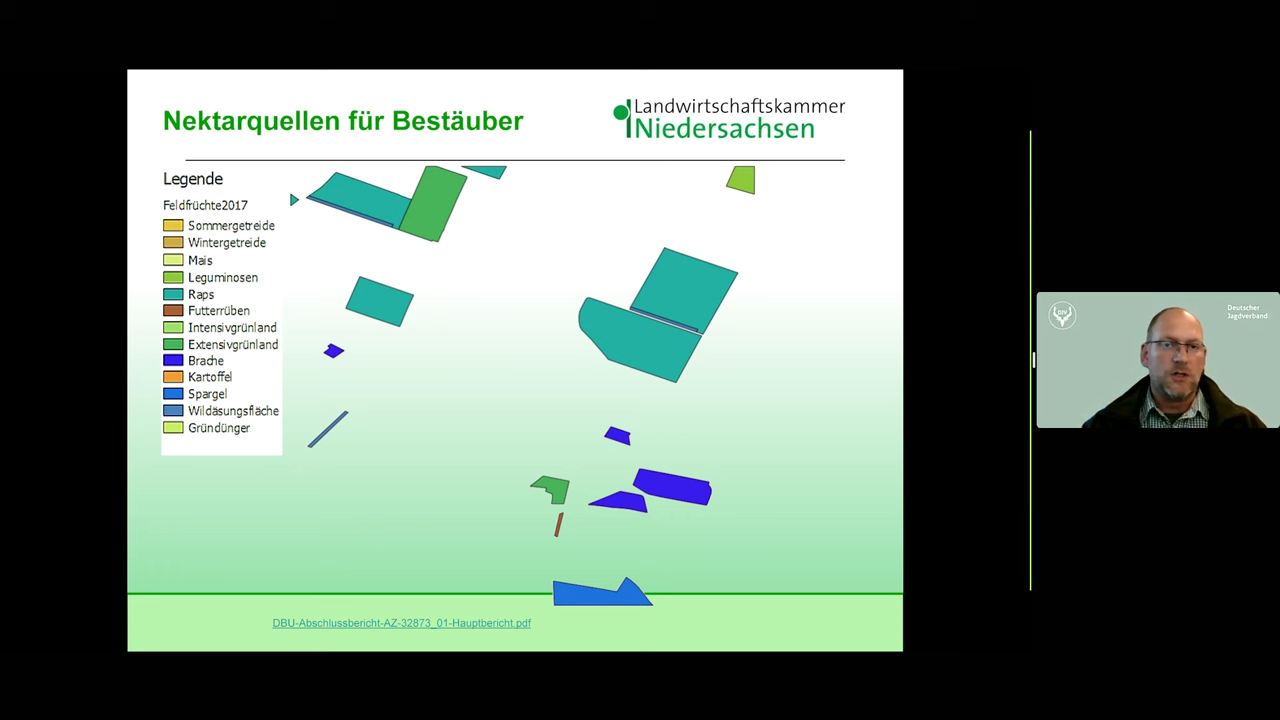 Nektarquellen für Bestäuber
Landwirtschaftskammer
Niedersachsen
Legende
Feldfrüchte2017
Sommergetreide
Wintergetreide
Mais
Leguminosen
Raps
Futterrüben
Intensivgrünland
Extensivgrünland
Brache
Kartoffel
Spargel
Wildäsungsfläche
Gründünger
DBU-Abschlussbericht-AZ-32873_01-Hauptbericht.pdf
DJV
Deutscher
Jagdverband